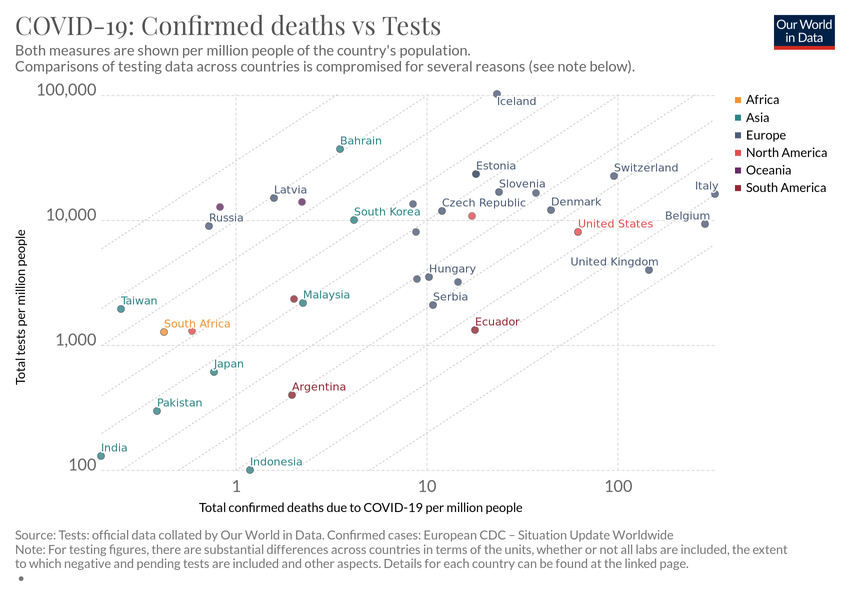 COVID-19: Confirmed deaths vs Tests
Both measures are shown per million people of the country's population.
Comparisons of testing data across countries is compromised for several reasons (see note below).
Our World
in Data
100,000
10,000
1,000
100
Total tests per million people
Iceland
Bahrain
Estonia
Switzerland
Slovenia
Italy
Latvia
Czech Republic
Denmark
Russia
South Korea
United States
Belgium
United Kingdom
Hungary
Taiwan
Malaysia
Serbia
South Africa
Ecuador
Japan
Argentina
Pakistan
India
Indonesia
1
10
100
Total confirmed deaths due to COVID-19 per million people
Africa
Asia
Europe
North America
Oceania
South America
Source: Tests: official data collated by Our World in Data. Confirmed cases: European CDC – Situation Update Worldwide
Note: For testing figures, there are substantial differences across countries in terms of the units, whether or not all labs are included, the extent
to which negative and pending tests are included and other aspects. Details for each country can be found at the linked page.
•